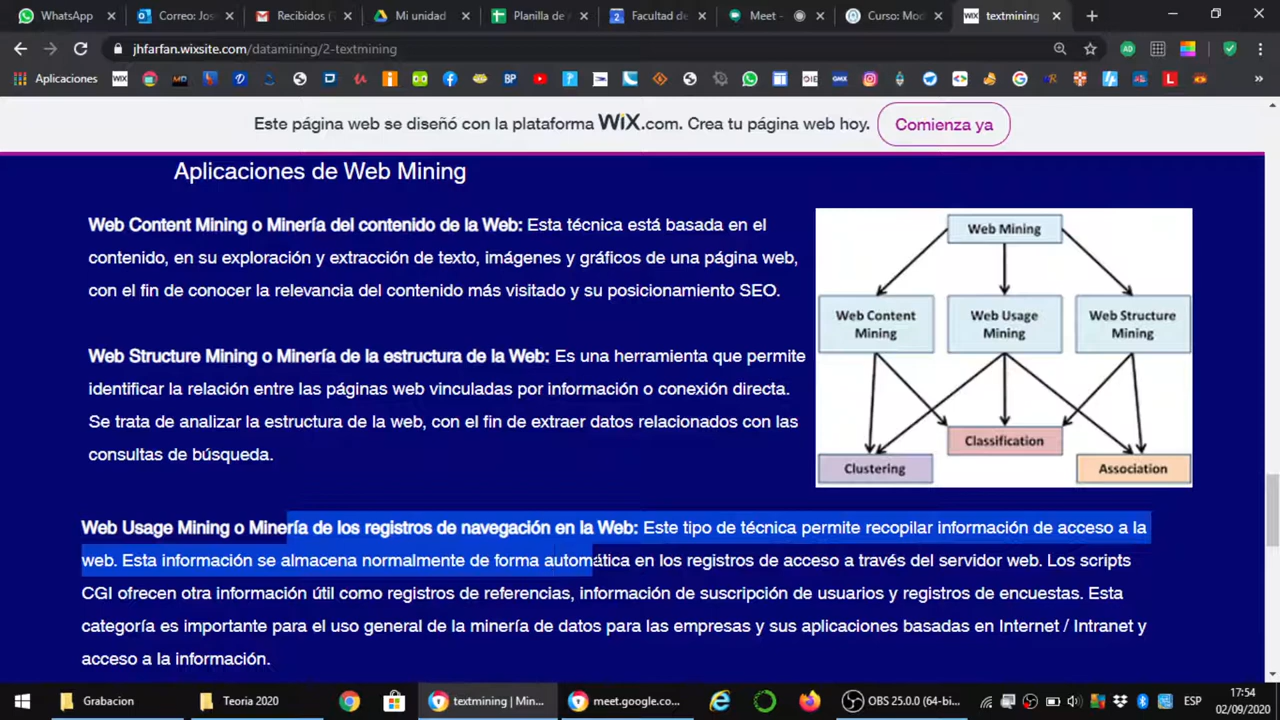 WhatsApp
Correo: Jos
Recibidos (
Mi unidad
Planilla de A
Facultad de
Meet -
Curso: Mod
WiX
textmining
jhfarfan.wixsite.com/datamining/2-textmining
Aplicaciones
Este página web se diseñó con la plataforma WiX.com. Crea tu página web hoy.
Comienza ya
Aplicaciones de Web Mining
Web Content Mining o Minería del contenido de la Web: Esta técnica está basada en el
contenido, en su exploración y extracción de texto, imágenes y gráficos de una página web,
con el fin de conocer la relevancia del contenido más visitado y su posicionamiento SEO.
Web Structure Mining o Minería de la estructura de la Web: Es una herramienta que permite
identificar la relación entre las páginas web vinculadas por información o conexión directa.
Se trata de analizar la estructura de la web, con el fin de extraer datos relacionados con las
consultas de búsqueda.
Web Mining
Web Content
Mining
Web Usage
Mining
Web Structure
Mining
Classification
Clustering
Association
Web Usage Mining o Minería de los registros de navegación en la Web: Este tipo de técnica permite recopilar información de acceso a la
web. Esta información se almacena normalmente de forma automática en los registros de acceso a través del servidor web. Los scripts
CGI ofrecen otra información útil como registros de referencias, información de suscripción de usuarios y registros de encuestas. Esta
categoría es importante para el uso general de la minería de datos para las empresas y sus aplicaciones basadas en Internet / Intranet y
acceso a la información.
Grabacion
Teoria 2020
textmining | Min...
meet.google.co...
OBS 25.0.0 (64-bi...
ESP
17:54
02/09/2020